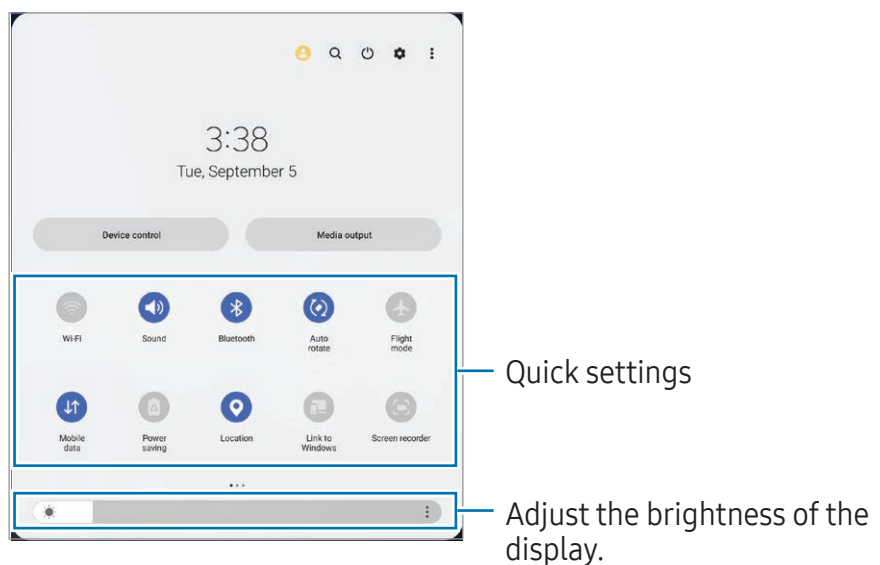 3:38
Tue, September 5
Device control
Media output
Wi-Fi
Sound
Bluetooth
Auto
rotate
Flight
mode
Mobile
data
Power
saving
Location
Link to
Windows
Screen recorder
Quick settings
Adjust the brightness of the
display.